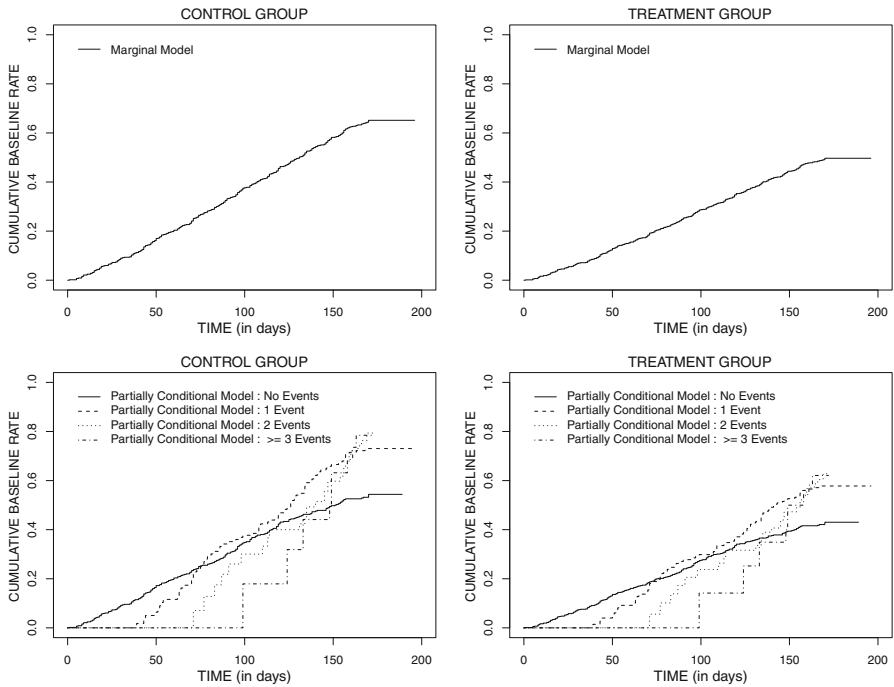 CONTROL GROUP
Marginal Model
CUMULATIVE BASELINE RATE
0.0 0.2 0.4 0.6 0.8 1.0
0 50 100 150 200
TIME (in days)
TREATMENT GROUP
Marginal Model
CUMULATIVE BASELINE RATE
0.0 0.2 0.4 0.6 0.8 1.0
0 50 100 150 200
TIME (in days)
CONTROL GROUP
Partially Conditional Model : No Events
Partially Conditional Model : 1 Event
Partially Conditional Model : 2 Events
Partially Conditional Model : >= 3 Events
CUMULATIVE BASELINE RATE
0.0 0.2 0.4 0.6 0.8 1.0
0 50 100 150 200
TIME (in days)
TREATMENT GROUP
Partially Conditional Model : No Events
Partially Conditional Model : 1 Event
Partially Conditional Model : 2 Events
Partially Conditional Model : >= 3 Events
CUMULATIVE BASELINE RATE
0.0 0.2 0.4 0.6 0.8 1.0
0 50 100 150 200
TIME (in days)